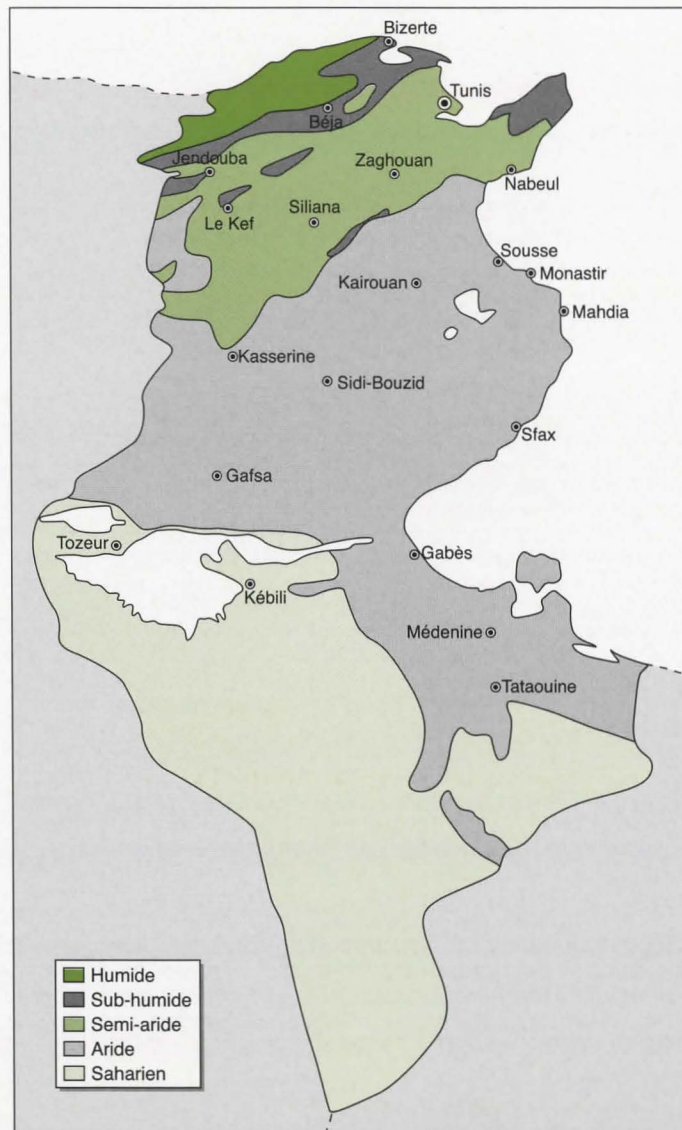 Bizerte
Tunis
Béja
Jendouba
Zaghouan
Nabeul
Le Kef
Siliana
Sousse
Kairouan
Monastir
Mahdia
Kasserine
Sidi-Bouzid
Sfax
Gafsa
Tozeur
Gabès
Kébili
Médenine
Tataouine
Humide
Sub-humide
Semi-aride
Aride
Saharien